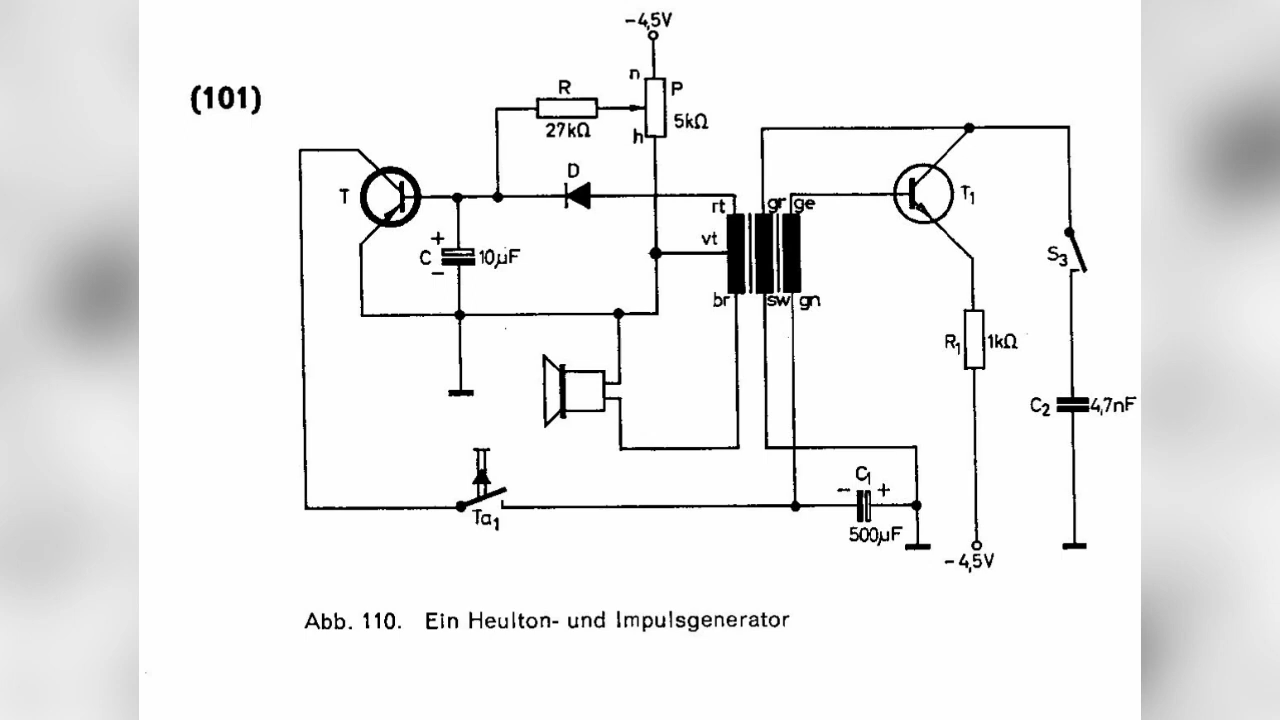 (101)
-4,5V
n
P
5kΩ
h
R
27kΩ
D
T
+
C
10µF
-
rt
vt
br
gr
ge
sw
gn
T1
S3
R1
1kΩ
C2
4,7nF
Ta1
C1
- +
500µF
-4,5V
Abb. 110. Ein Heulton- und Impulsgenerator